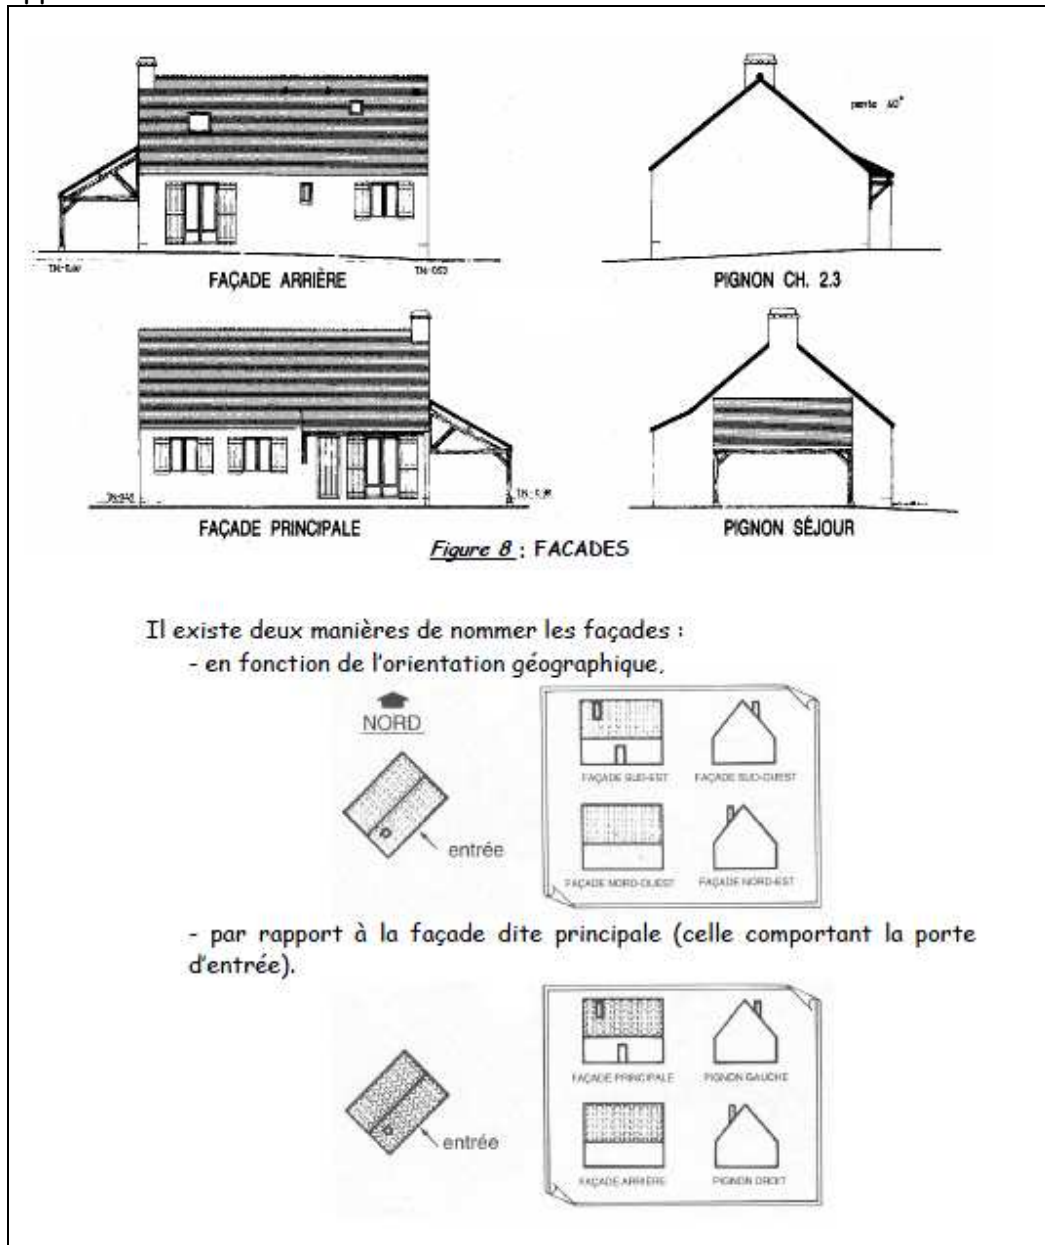 pente 40°
FAÇADE ARRIÈRE
PIGNON CH. 2.3
FAÇADE PRINCIPALE
PIGNON SÉJOUR
Figure 8 : FACADES
Il existe deux manières de nommer les façades :
- en fonction de l'orientation géographique,
NORD
entrée
FAÇADE SUD-EST
FAÇADE SUD-OUEST
FAÇADE NORD-OUEST
FAÇADE NORD-EST
- par rapport à la façade dite principale (celle comportant la porte
d'entrée).
entrée
FAÇADE PRINCIPALE
PIGNON GAUCHE
FAÇADE ARRIÈRE
PIGNON DROIT